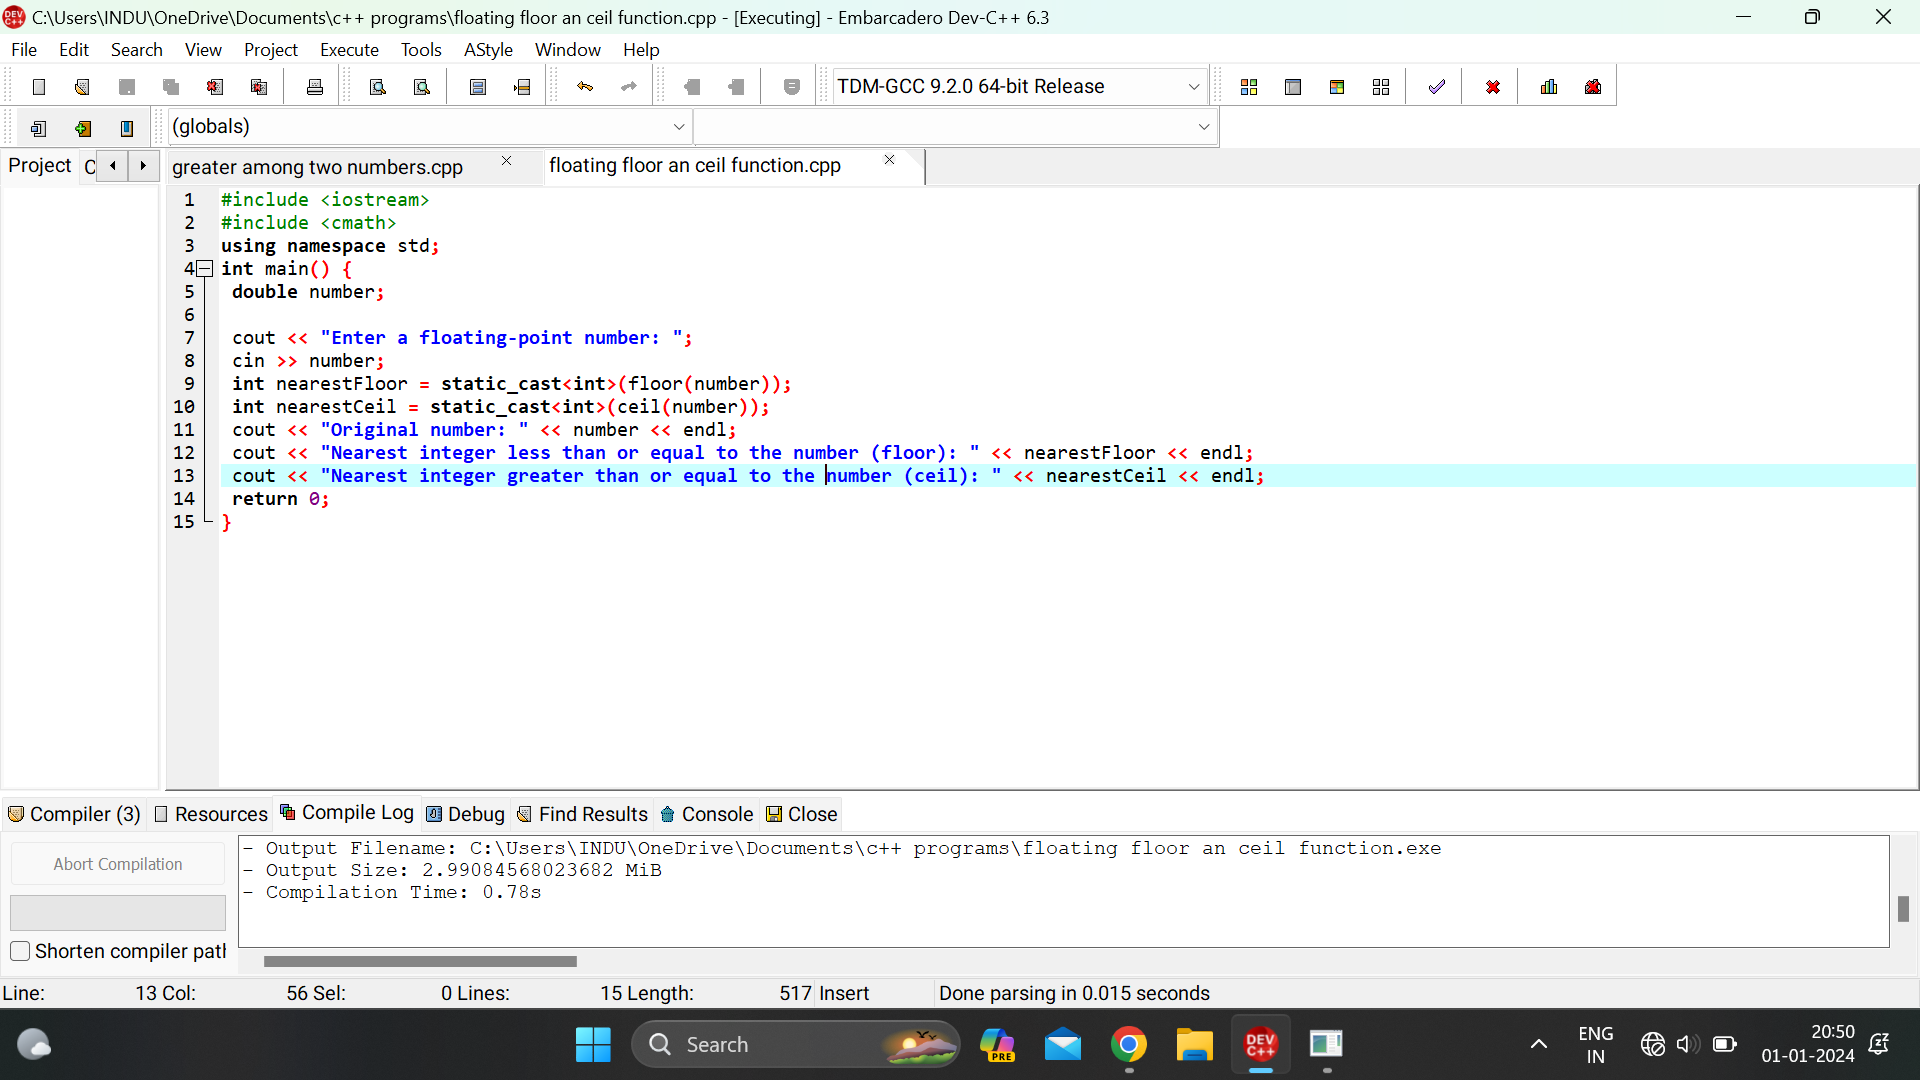 C:\Users\INDU\OneDrive\Documents\c++ programs\floating floor an ceil function.cpp - [Executing] - Embarcadero Dev-C++ 6.3
File Edit Search View Project Execute Tools AStyle Window Help
TDM-GCC 9.2.0 64-bit Release
(globals)
Project C greater among two numbers.cpp floating floor an ceil function.cpp
1 #include <iostream>
2 #include <cmath>
3 using namespace std;
4 int main() {
5 double number;
6
7 cout << "Enter a floating-point number: ";
8 cin >> number;
9 int nearestFloor = static_cast<int>(floor(number));
10 int nearestCeil = static_cast<int>(ceil(number));
11 cout << "Original number: " << number << endl;
12 cout << "Nearest integer less than or equal to the number (floor): " << nearestFloor << endl;
13 cout << "Nearest integer greater than or equal to the number (ceil): " << nearestCeil << endl;
14 return 0;
15 }
Compiler (3) Resources Compile Log Debug Find Results Console Close
Abort Compilation
Shorten compiler path
- Output Filename: C:\Users\INDU\OneDrive\Documents\c++ programs\floating floor an ceil function.exe
- Output Size: 2.99084568023682 MiB
- Compilation Time: 0.78s
Line: 13 Col: 56 Sel: 0 Lines: 15 Length: 517 Insert Done parsing in 0.015 seconds
Search
PRE
DEV C++
ENG
IN
20:50
01-01-2024